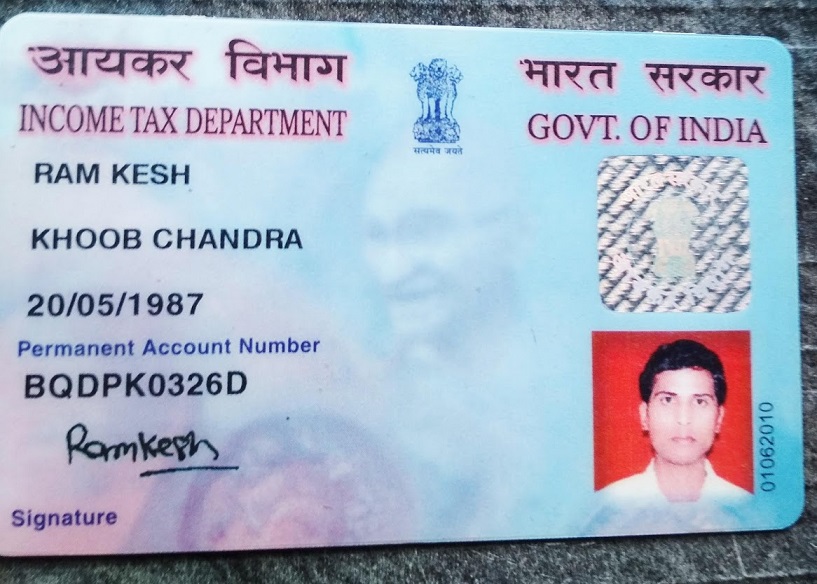 आयकर विभाग
भारत सरकार
INCOME TAX DEPARTMENT
GOVT. OF INDIA
सत्यमेव जयते
RAM KESH
KHOOB CHANDRA
20/05/1987
Permanent Account Number
BQDPK0326D
Ramkesh
Signature
01062010